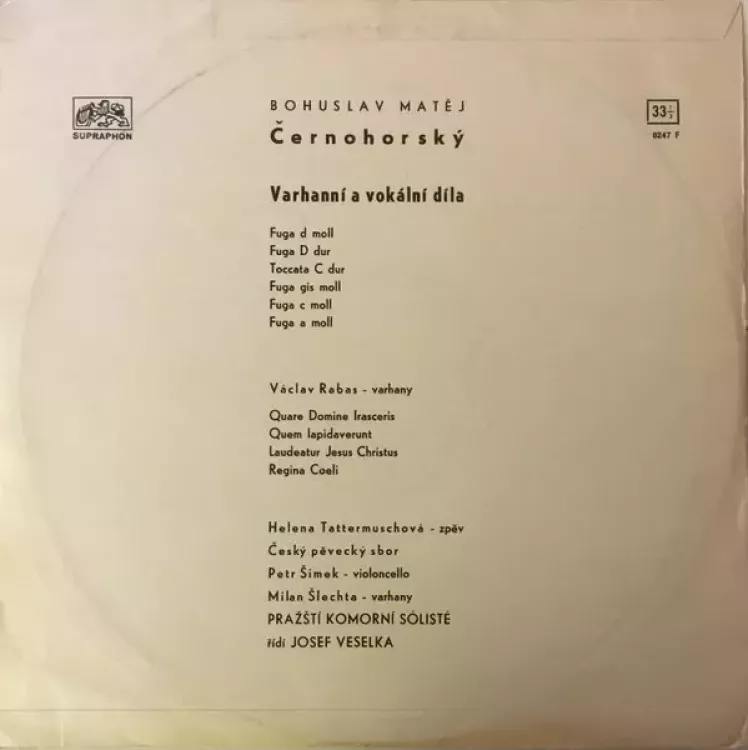 SUPRAPHON
BOHUSLAV MATĚJ
Černohorský
33 1/3
0247 F
Varhanní a vokální díla
Fuga d moll
Fuga D dur
Toccata C dur
Fuga gis moll
Fuga c moll
Fuga a moll
Václav Rabas - varhany
Quare Domine Irasceris
Quem lapidaverunt
Laudeatur Jesus Christus
Regina Coeli
Helena Tattermuschová - zpěv
Český pěvecký sbor
Petr Šimek - violoncello
Milan Šlechta - varhany
PRAŽŠTÍ KOMORNÍ SÓLISTÉ
řídí JOSEF VESELKA